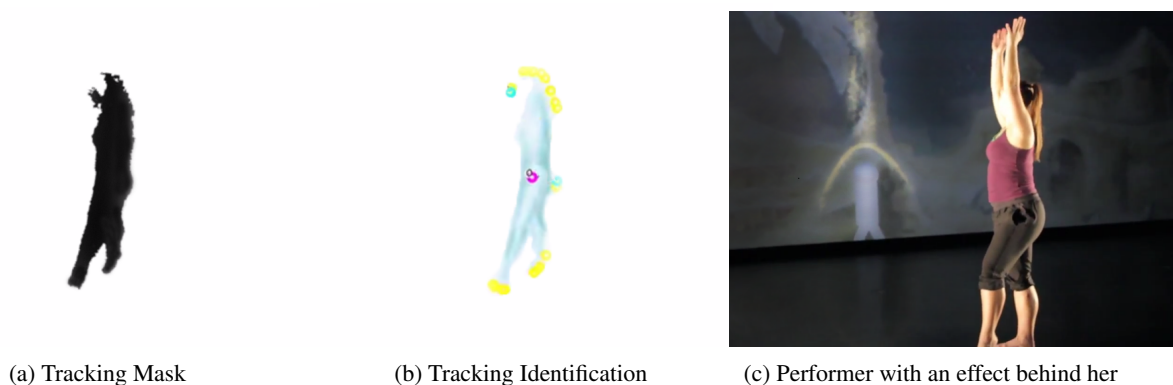 (a) Tracking Mask
(b) Tracking Identification
(c) Performer with an effect behind her